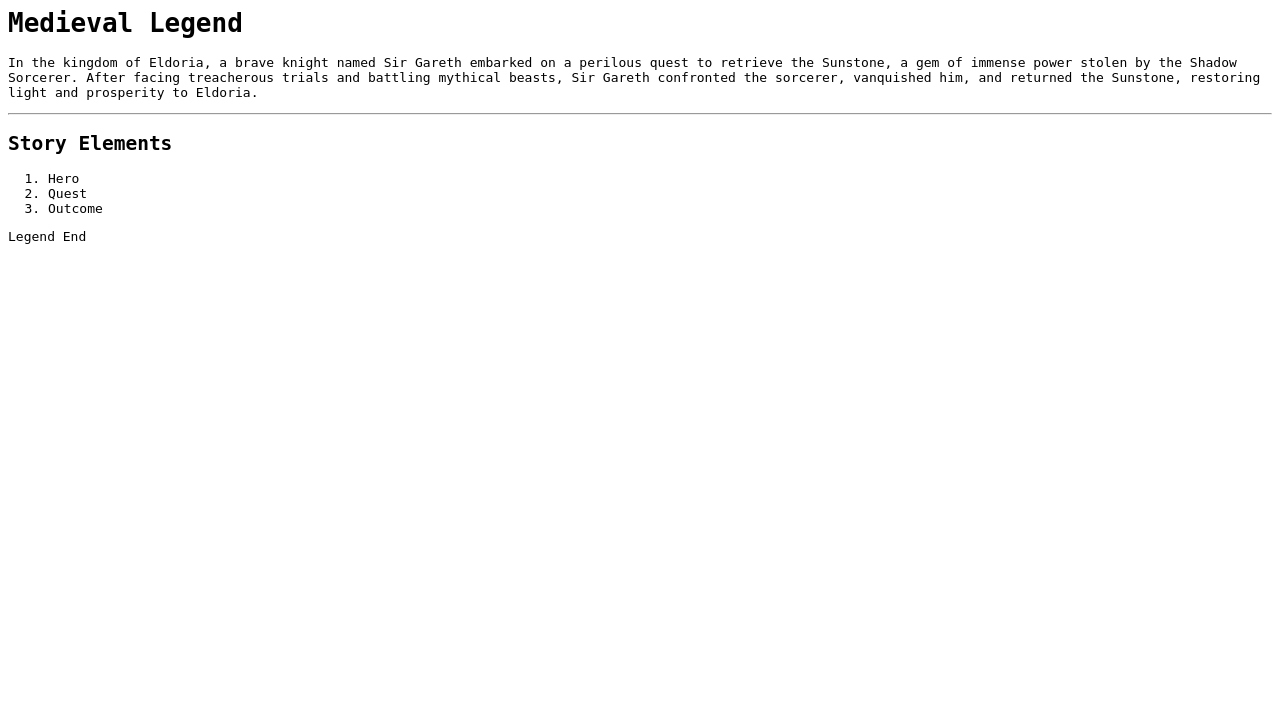 Medieval Legend
In the kingdom of Eldoria, a brave knight named Sir Gareth embarked on a perilous quest to retrieve the Sunstone, a gem of immense power stolen by the Shadow
Sorcerer. After facing treacherous trials and battling mythical beasts, Sir Gareth confronted the sorcerer, vanquished him, and returned the Sunstone, restoring
light and prosperity to Eldoria.
Story Elements
1. Hero
2. Quest
3. Outcome
Legend End